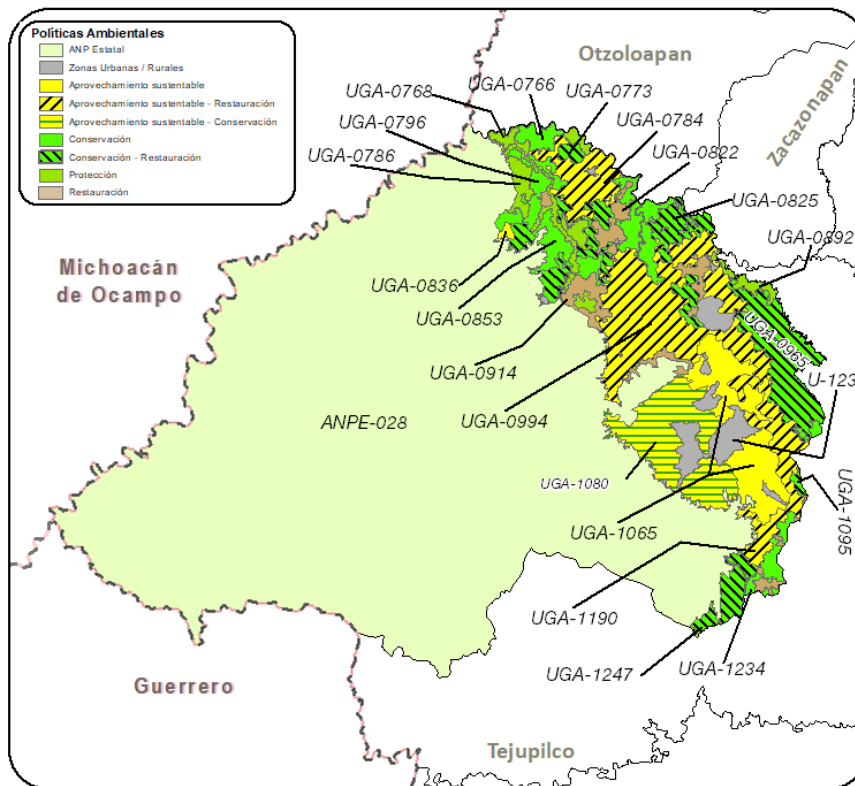 Políticas Ambientales
ANP Estatal
Zonas Urbanas / Rurales
Aprovechamiento sustentable
Aprovechamiento sustentable - Restauración
Aprovechamiento sustentable - Conservación
Conservación
Conservación - Restauración
Protección
Restauración
Otzoloapan
Zacazonapan
UGA-0768
UGA-0766
UGA-0773
UGA-0796
UGA-0784
UGA-0786
UGA-0822
UGA-0825
UGA-0892
Michoacán
de Ocampo
UGA-0836
UGA-0853
UGA-0965
UGA-0914
U-123
ANPE-028
UGA-0994
UGA-1080
UGA-1095
UGA-1065
UGA-1190
UGA-1247
UGA-1234
Guerrero
Tejupilco